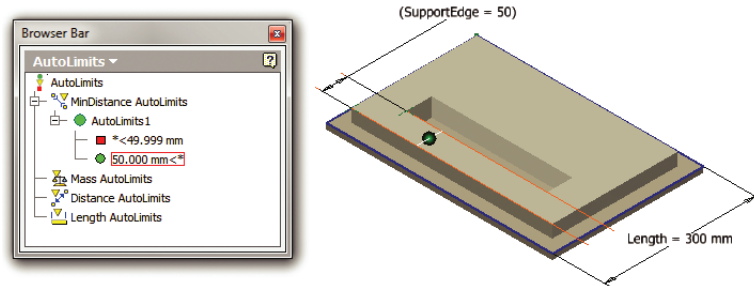 Browser Bar
AutoLimits
AutoLimits
MinDistance AutoLimits
AutoLimits1
*<49.999 mm
50.000 mm<*
Mass AutoLimits
Distance AutoLimits
Length AutoLimits
(SupportEdge = 50)
Length = 300 mm